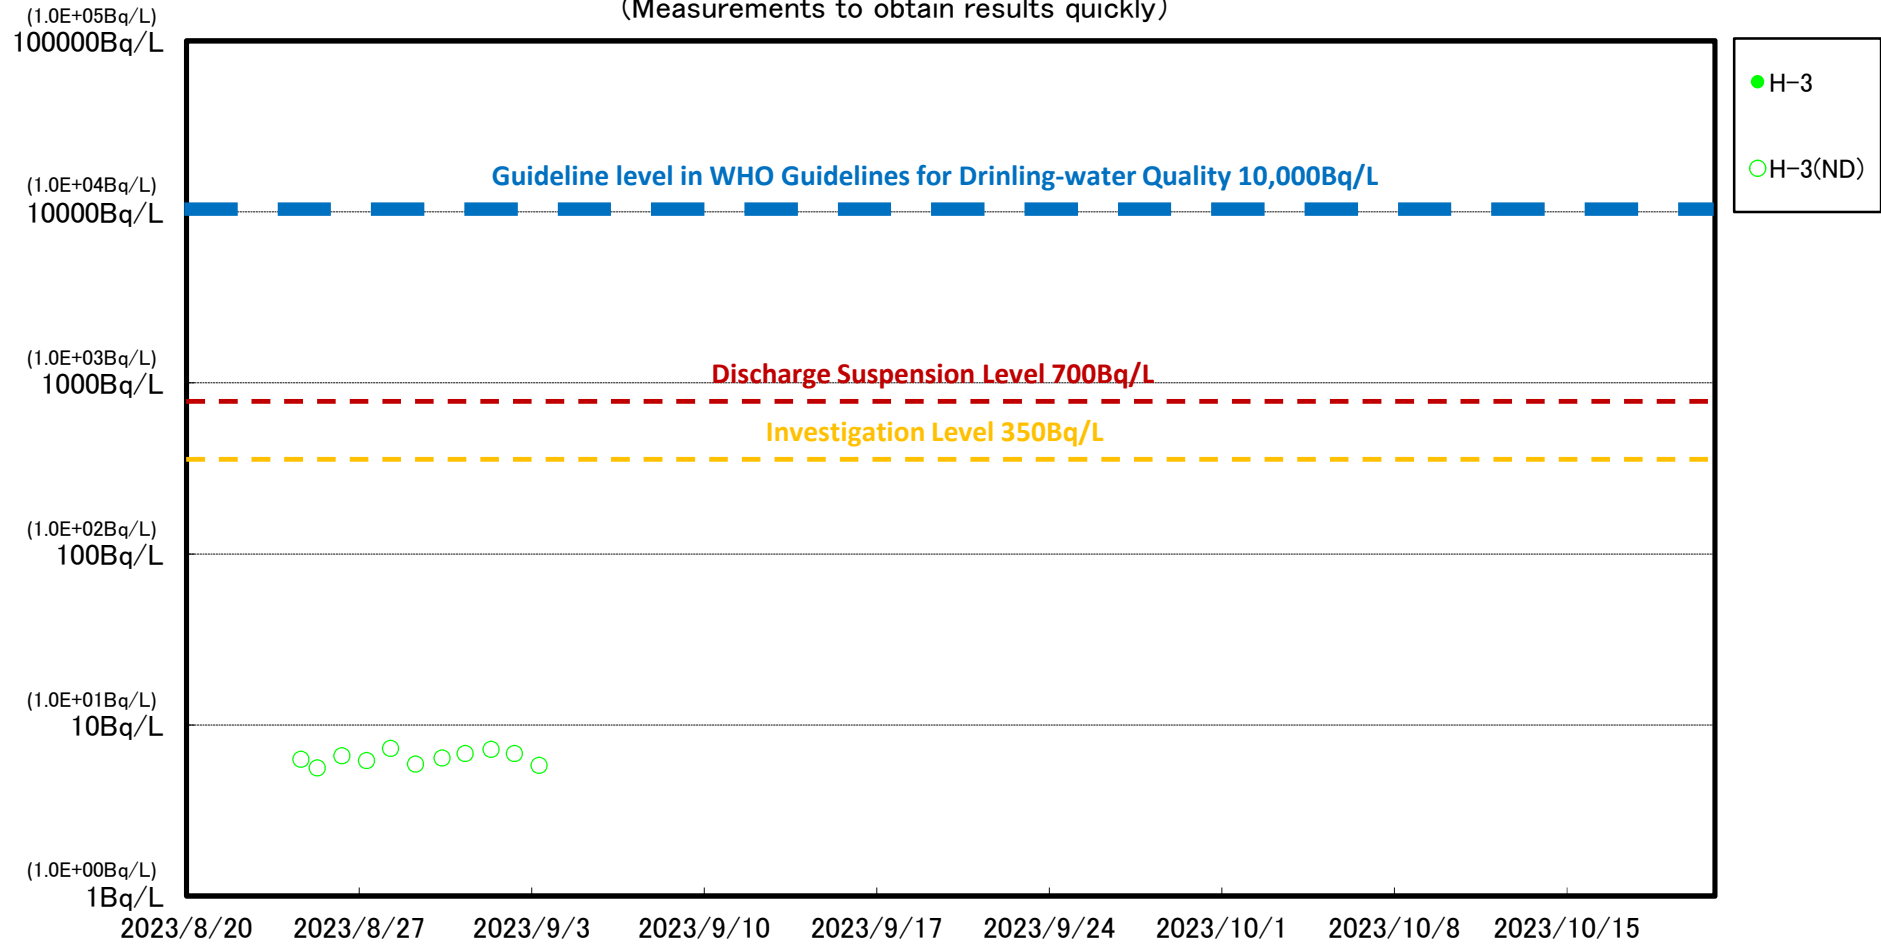 (Measurements to obtain results quickly)
(1.0E+05Bq/L)
100000Bq/L
H-3
H-3(ND)
Guideline level in WHO Guidelines for Drinling-water Quality 10,000Bq/L
(1.0E+04Bq/L)
10000Bq/L
(1.0E+03Bq/L)
1000Bq/L
Discharge Suspension Level 700Bq/L
Investigation Level 350Bq/L
(1.0E+02Bq/L)
100Bq/L
(1.0E+01Bq/L)
10Bq/L
(1.0E+00Bq/L)
1Bq/L
2023/8/20 2023/8/27 2023/9/3 2023/9/10 2023/9/17 2023/9/24 2023/10/1 2023/10/8 2023/10/15